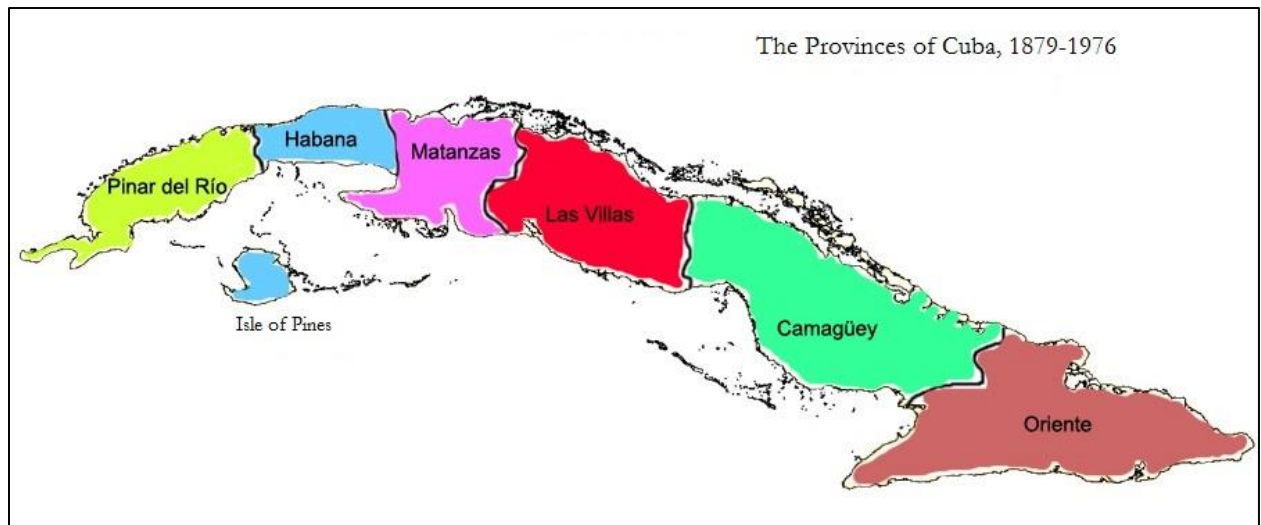 The Provinces of Cuba, 1879-1976
Habana
Matanzas
Pinar del Río
Las Villas
Isle of Pines
Camagüey
Oriente